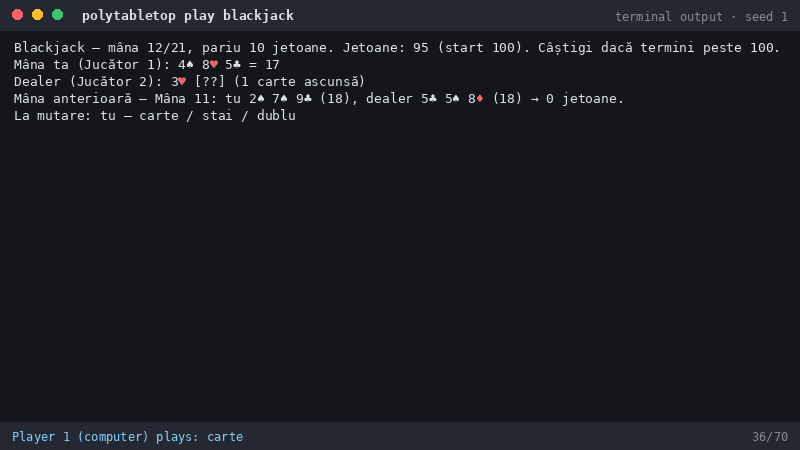 polytabletop play blackjack
terminal output · seed 1
Blackjack — mâna 12/21, pariu 10 jetoane. Jetoane: 95 (start 100). Câștigi dacă termini peste 100.
Mâna ta (Jucător 1): 4♠ 8♥ 5♣ = 17
Dealer (Jucător 2): 3♥ [??] (1 carte ascunsă)
Mâna anterioară — Mâna 11: tu 2♠ 7♠ 9♣ (18), dealer 5♣ 5♠ 8♦ (18) → 0 jetoane.
La mutare: tu — carte / stai / dublu
Player 1 (computer) plays: carte
36/70